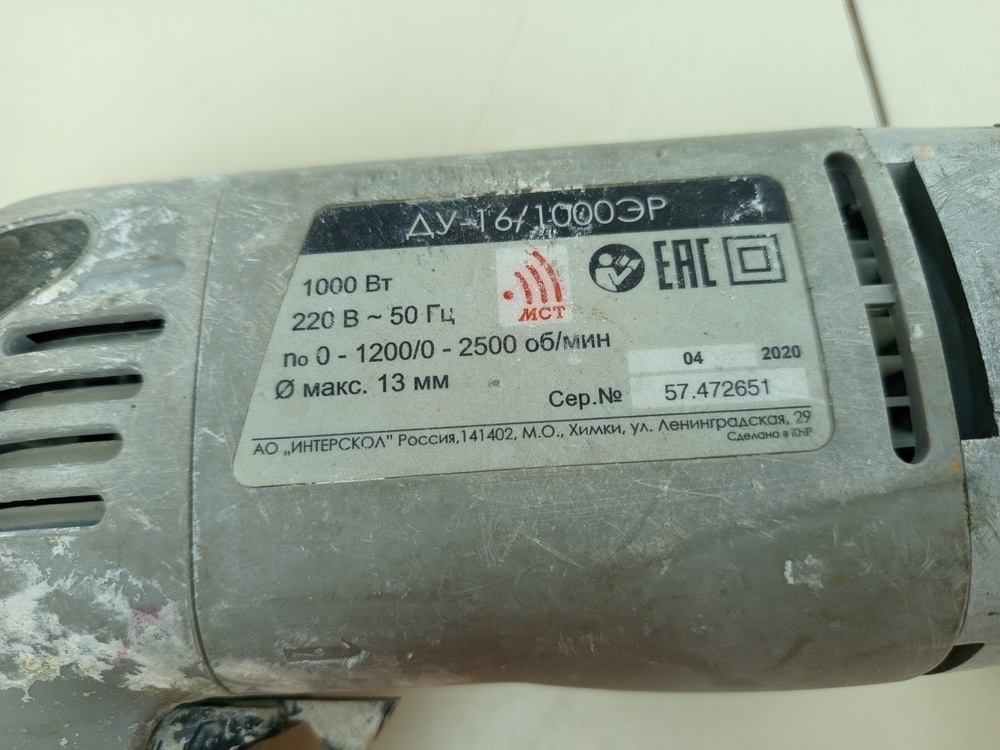 ДУ-16/1000ЭР
1000 Вт
220 В ~ 50 Гц
n₀ 0 - 1200/0 - 2500 об/мин
Ø макс. 13 мм
МСТ
ЕАС
04 2020
Сер.№ 57.472651
АО „ИНТЕРСКОЛ" Россия,141402, М.О., Химки, ул. Ленинградская, 29
Сделано в КНР